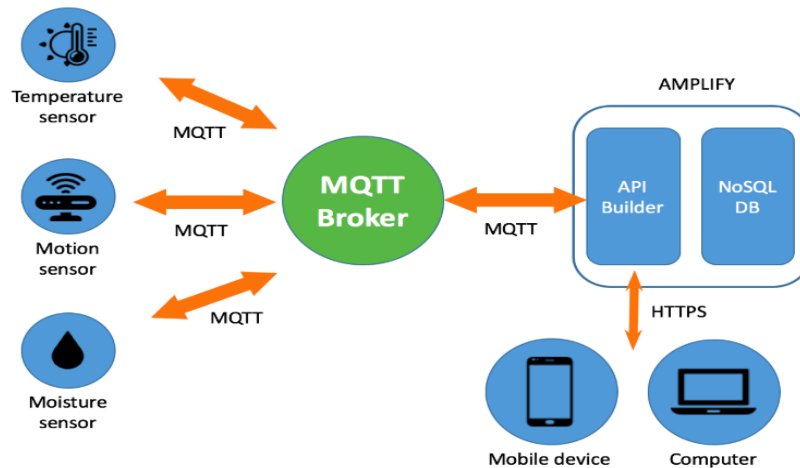 Temperature
sensor
MQTT
Motion
sensor
MQTT
Moisture
sensor
MQTT
MQTT
Broker
MQTT
AMPLIFY
API
Builder
NoSQL
DB
HTTPS
Mobile device
Computer